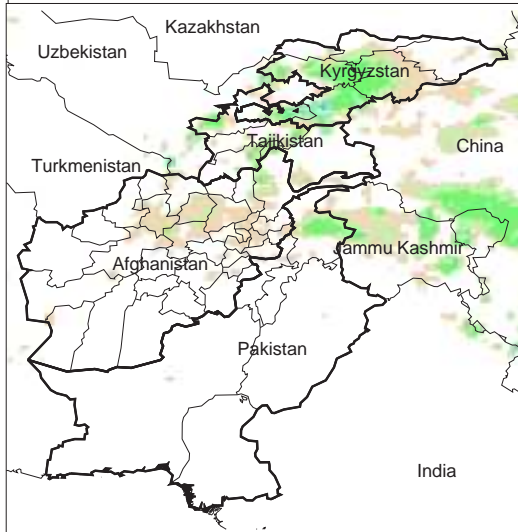 Kazakhstan
Uzbekistan
Kyrgyzstan
Tajikistan
China
Turkmenistan
Jammu Kashmir
Afghanistan
Pakistan
India